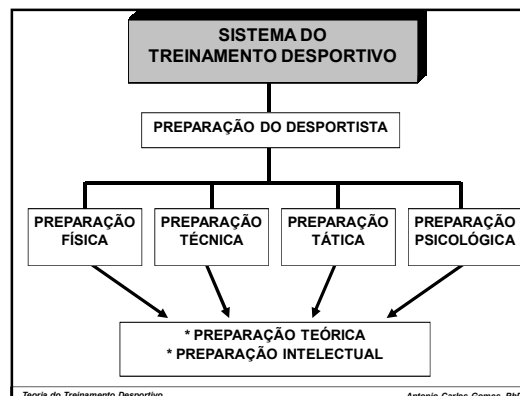 SISTEMA DO
TREINAMENTO DESPORTIVO
PREPARAÇÃO DO DESPORTISTA
PREPARAÇÃO
FÍSICA
PREPARAÇÃO
TÉCNICA
PREPARAÇÃO
TÁTICA
PREPARAÇÃO
PSICOLÓGICA
* PREPARAÇÃO TEÓRICA
* PREPARAÇÃO INTELECTUAL
Teoria do Treinamento Desportivo
Antonio Carlos Gomes, PhD